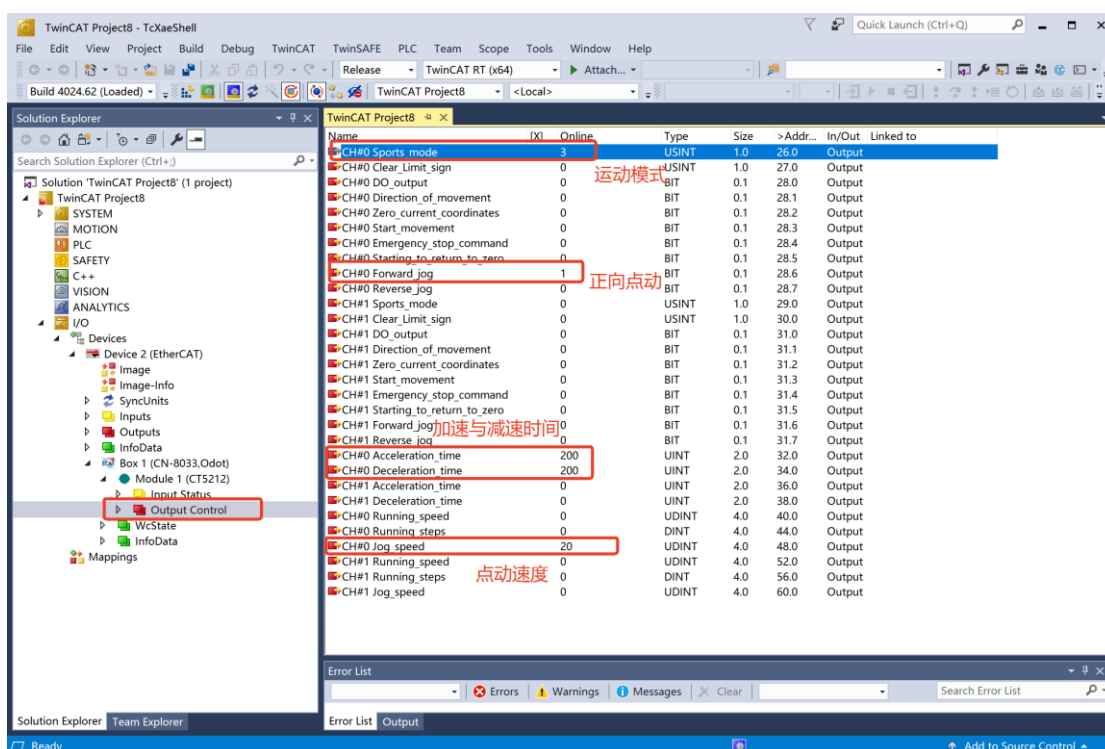 TwinCAT Project8 - TcXaeShell
Quick Launch (Ctrl+Q)
File Edit View Project Build Debug TwinCAT TwinSAFE PLC Team Scope Tools Window Help
Release TwinCAT RT (x64) Attach...
Build 4024.62 (Loaded) TwinCAT Project8 <Local>
Solution Explorer
Search Solution Explorer (Ctrl+;)
Solution 'TwinCAT Project8' (1 project)
TwinCAT Project8
SYSTEM
MOTION
PLC
SAFETY
C++
VISION
ANALYTICS
I/O
Devices
Device 2 (EtherCAT)
Image
Image-Info
SyncUnits
Inputs
Outputs
InfoData
Box 1 (CN-8033,Odot)
Module 1 (CT5212)
Input Status
Output Control
WcState
InfoData
Mappings
Solution Explorer Team Explorer
TwinCAT Project8
Name [X] Online Type Size >Addr... In/Out Linked to
CH#0 Sports_mode 3 USINT 1.0 26.0 Output
CH#0 Clear_Limit_sign 0 USINT 1.0 27.0 Output
运动模式
CH#0 DO_output 0 BIT 0.1 28.0 Output
CH#0 Direction_of_movement 0 BIT 0.1 28.1 Output
CH#0 Zero_current_coordinates 0 BIT 0.1 28.2 Output
CH#0 Start_movement 0 BIT 0.1 28.3 Output
CH#0 Emergency_stop_command 0 BIT 0.1 28.4 Output
CH#0 Starting_to_return_to_zero 0 BIT 0.1 28.5 Output
CH#0 Forward_jog 1 BIT 0.1 28.6 Output
正向点动
CH#0 Reverse_jog 0 BIT 0.1 28.7 Output
CH#1 Sports_mode 0 USINT 1.0 29.0 Output
CH#1 Clear_Limit_sign 0 USINT 1.0 30.0 Output
CH#1 DO_output 0 BIT 0.1 31.0 Output
CH#1 Direction_of_movement 0 BIT 0.1 31.1 Output
CH#1 Zero_current_coordinates 0 BIT 0.1 31.2 Output
CH#1 Start_movement 0 BIT 0.1 31.3 Output
CH#1 Emergency_stop_command 0 BIT 0.1 31.4 Output
CH#1 Starting_to_return_to_zero 0 BIT 0.1 31.5 Output
CH#1 Forward_jog 0 BIT 0.1 31.6 Output
加速与减速时间
CH#1 Reverse_jog 0 BIT 0.1 31.7 Output
CH#0 Acceleration_time 200 UINT 2.0 32.0 Output
CH#0 Deceleration_time 200 UINT 2.0 34.0 Output
CH#1 Acceleration_time 0 UINT 2.0 36.0 Output
CH#1 Deceleration_time 0 UINT 2.0 38.0 Output
CH#0 Running_speed 0 UDINT 4.0 40.0 Output
CH#0 Running_steps 0 DINT 4.0 44.0 Output
CH#0 Jog_speed 20 UDINT 4.0 48.0 Output
CH#1 Running_speed 0 UDINT 4.0 52.0 Output
CH#1 Running_steps 0 DINT 4.0 56.0 Output
点动速度
CH#1 Jog_speed 0 UDINT 4.0 60.0 Output
Error List
Errors Warnings Messages Clear Search Error List
Error List Output
Ready Add to Source Control